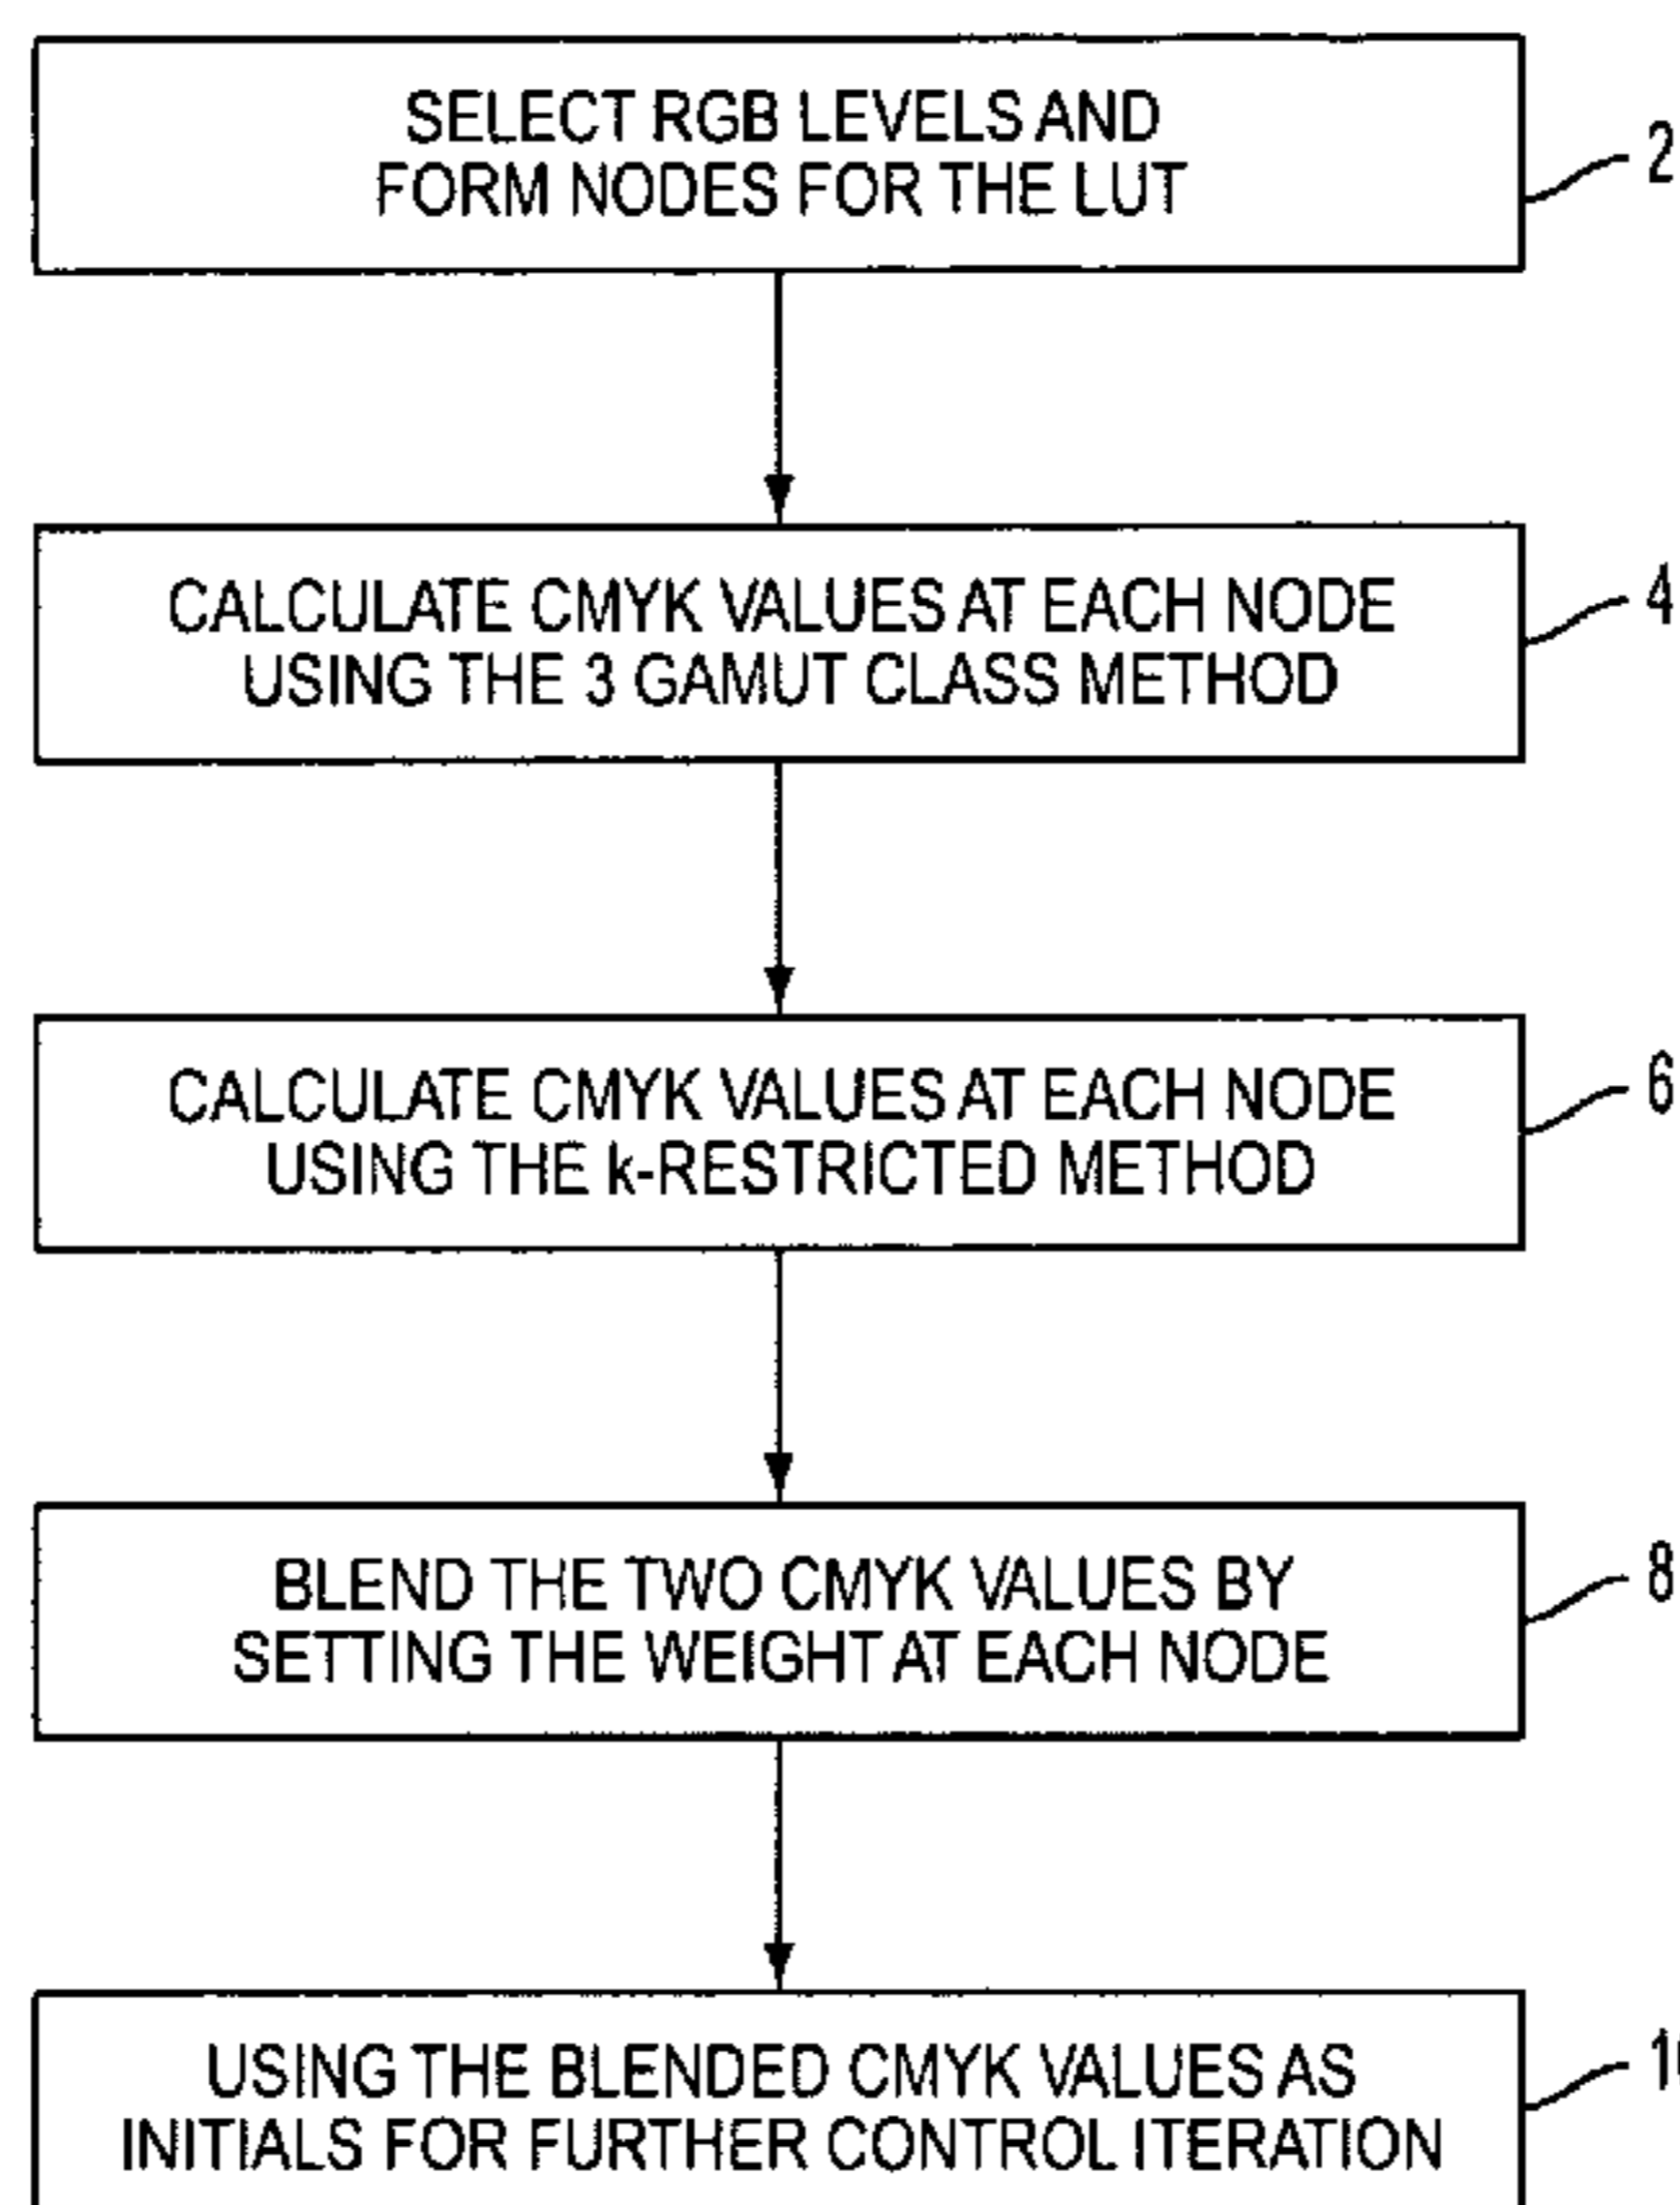 SELECT RGB LEVELS AND
FORM NODES FOR THE LUT
2
CALCULATE CMYK VALUES AT EACH NODE
USING THE 3 GAMUT CLASS METHOD
4
CALCULATE CMYK VALUES AT EACH NODE
USING THE k-RESTRICTED METHOD
6
BLEND THE TWO CMYK VALUES BY
SETTING THE WEIGHT AT EACH NODE
8
USING THE BLENDED CMYK VALUES AS
INITIALS FOR FURTHER CONTROL ITERATION